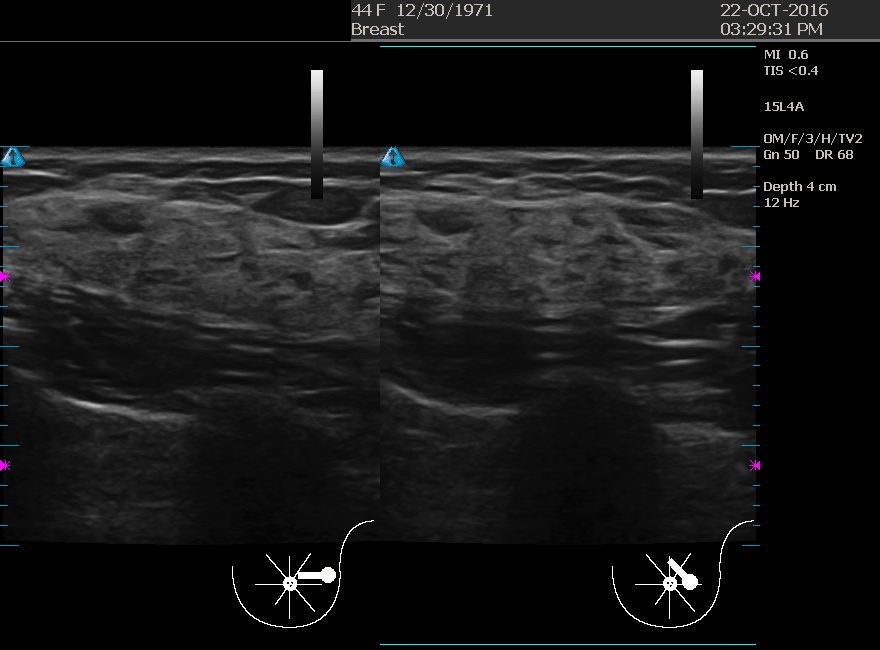 44 F 12/30/1971
Breast
22-OCT-2016
03:29:31 PM
MI 0.6
TIS <0.4
15L4A
OM/F/3/H/TV2
Gn 50 DR 68
Depth 4 cm
12 Hz